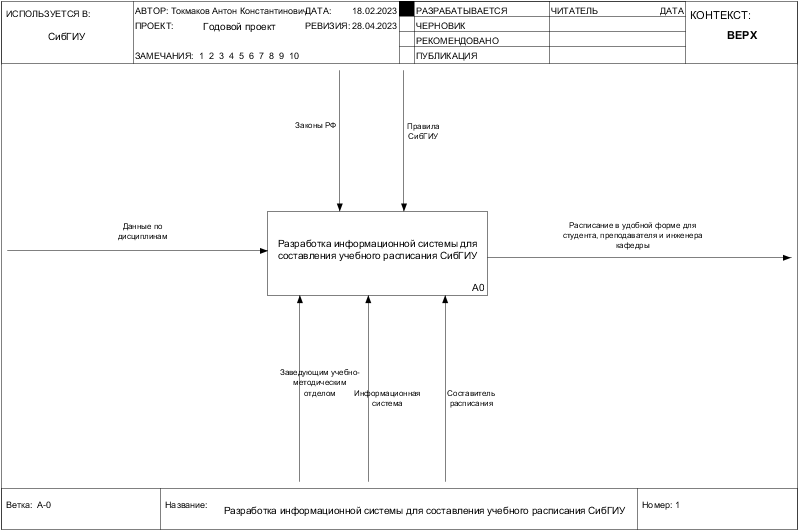 ИСПОЛЬЗУЕТСЯ В:
СибГИУ
АВТОР: Токмаков Антон Константинович
ДАТА: 18.02.2023
ПРОЕКТ: Годовой проект
РЕВИЗИЯ: 28.04.2023
ЗАМЕЧАНИЯ: 1 2 3 4 5 6 7 8 9 10
РАЗРАБАТЫВАЕТСЯ
ЧЕРНОВИК
РЕКОМЕНДОВАНО
ПУБЛИКАЦИЯ
ЧИТАТЕЛЬ ДАТА
КОНТЕКСТ:
ВЕРХ
Законы РФ
Правила
СибГИУ
Данные по
дисциплинам
Разработка информационной системы для
составления учебного расписания СибГИУ
A0
Расписание в удобной форме для
студента, преподавателя и инженера
кафедры
Заведующим учебно-
методическим
отделом
Информационная
система
Составитель
расписания
Ветка: A-0
Название: Разработка информационной системы для составления учебного расписания СибГИУ
Номер: 1